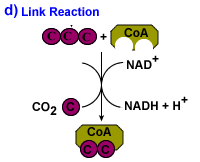 d) Link Reaction
C C C + CoA
NAD+
CO2 C NADH + H+
CoA
C C